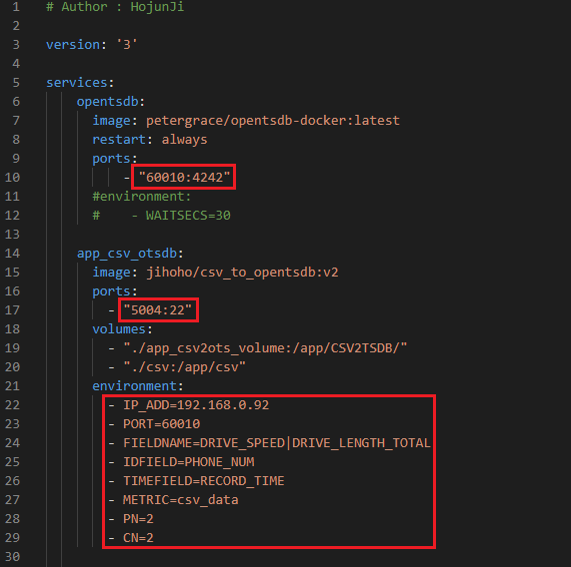 1 # Author : HojunJi
2
3 version: '3'
4
5 services:
6     opentsdb:
7       image: petergrace/opentsdb-docker:latest
8       restart: always
9       ports:
10           - "60010:4242"
11       #environment:
12       #    - WAITSECS=30
13
14     app_csv_otsdb:
15       image: jihoho/csv_to_opentsdb:v2
16       ports:
17         - "5004:22"
18       volumes:
19         - "./app_csv2ots_volume:/app/CSV2TSDB/"
20         - "./csv:/app/csv"
21       environment:
22         - IP_ADD=192.168.0.92
23         - PORT=60010
24         - FIELDNAME=DRIVE_SPEED|DRIVE_LENGTH_TOTAL
25         - IDFIELD=PHONE_NUM
26         - TIMEFIELD=RECORD_TIME
27         - METRIC=csv_data
28         - PN=2
29         - CN=2
30